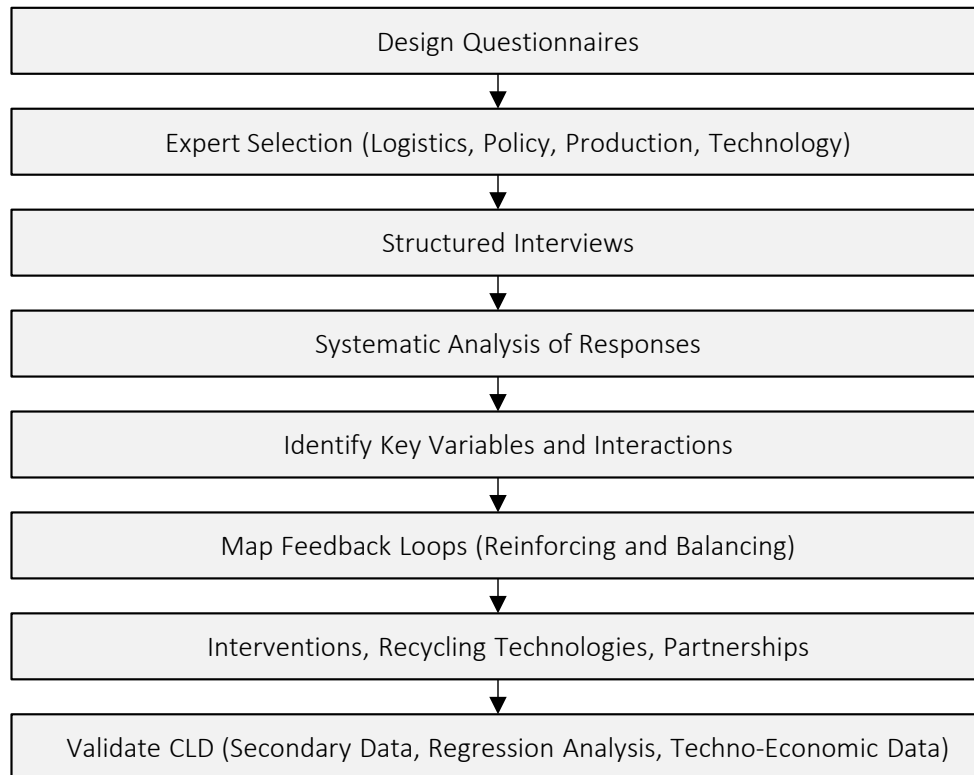 Design Questionnaires
Expert Selection (Logistics, Policy, Production, Technology)
Structured Interviews
Systematic Analysis of Responses
Identify Key Variables and Interactions
Map Feedback Loops (Reinforcing and Balancing)
Interventions, Recycling Technologies, Partnerships
Validate CLD (Secondary Data, Regression Analysis, Techno-Economic Data)